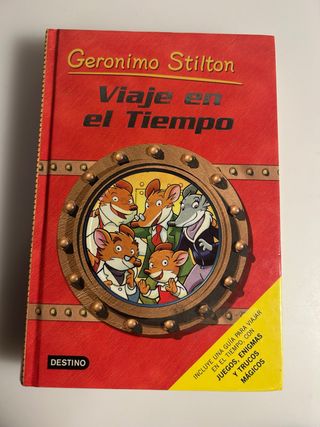 Geronimo Stilton
Viaje en
el Tiempo
INCLUYE UNA GUÍA PARA VIAJAR
EN EL TIEMPO, CON
JUEGOS, ENIGMAS
Y TRUCOS
MÁGICOS
DESTINO